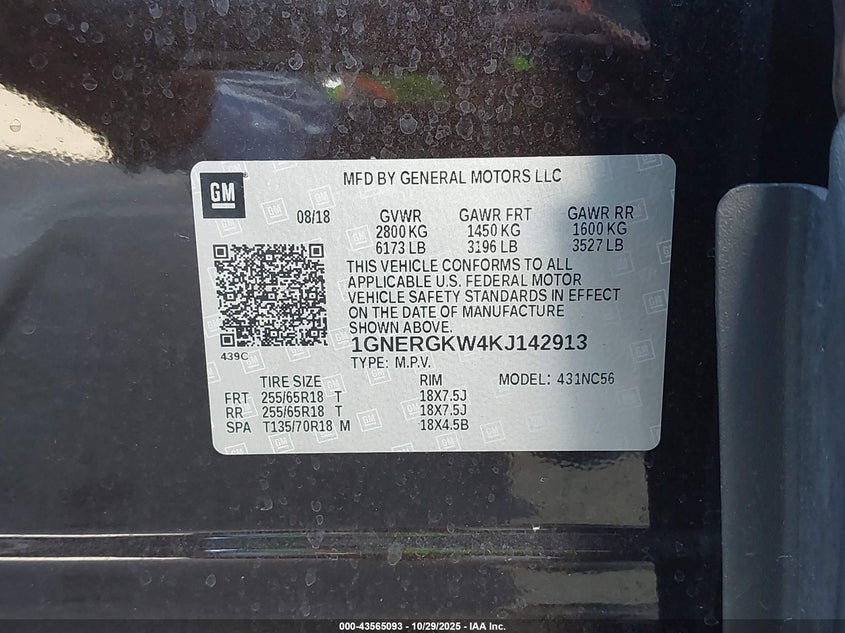 GM
MFD BY GENERAL MOTORS LLC
08/18 GVWR GAWR FRT GAWR RR
2800 KG 1450 KG 1600 KG
6173 LB 3196 LB 3527 LB
THIS VEHICLE CONFORMS TO ALL
APPLICABLE U.S. FEDERAL MOTOR
VEHICLE SAFETY STANDARDS IN EFFECT
ON THE DATE OF MANUFACTURE
SHOWN ABOVE.
439C
1GNERGKW4KJ142913
TYPE: M.P.V.
TIRE SIZE RIM MODEL: 431NC56
FRT 255/65R18 T 18X7.5J
RR 255/65R18 T 18X7.5J
SPA T135/70R18 M 18X4.5B
000-43565093 - 10/29/2025 - IAA Inc.